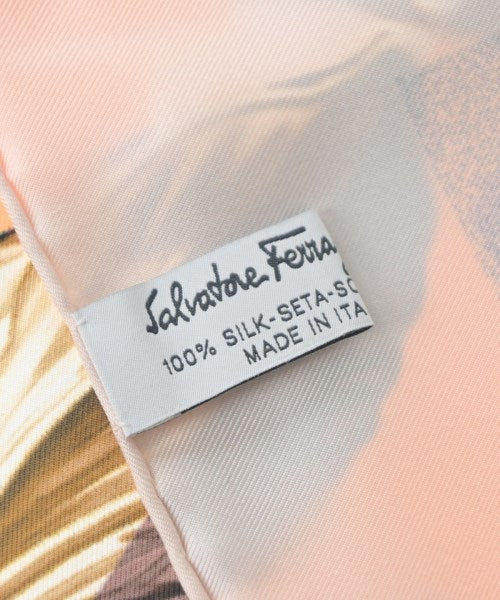 Salvatore Ferra
100% SILK-SETA-SO
MADE IN ITA